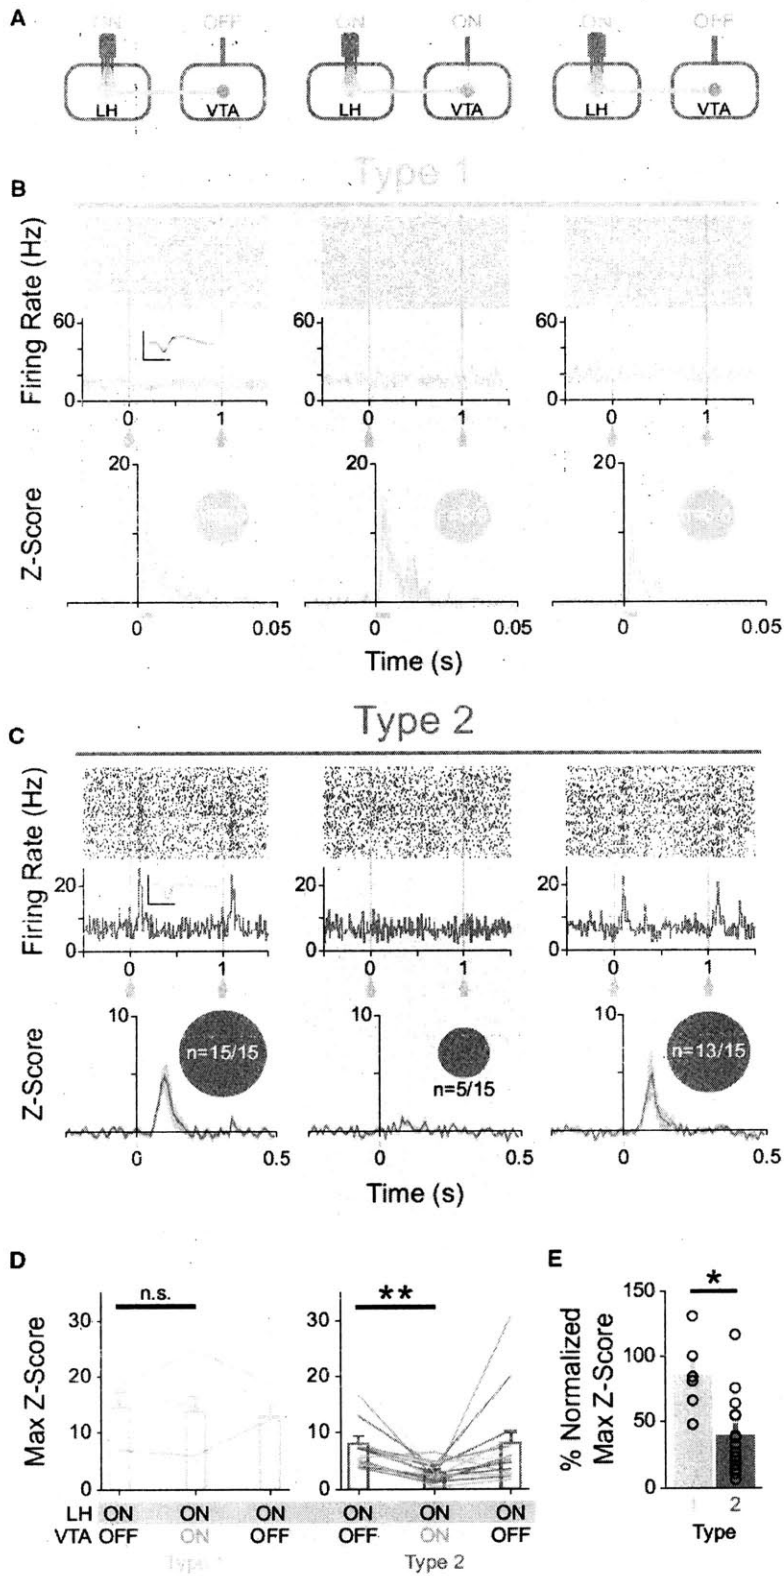 A
ON OFF ON ON ON OFF
LH VTA LH VTA LH VTA
Type 1
B
Firing Rate (Hz)
60 60 60
0 0 0
0 1 0 1 0 1
Z-Score
20 20 20
0 0.05 0 0.05 0 0.05
Time (s)
Type 2
C
Firing Rate (Hz)
20 20 20
0 0 0
0 1 0 1 0 1
Z-Score
10 10 10
n=15/15 n=13/15
n=5/15
0 0 0
0 0.5 0 0.5 0 0.5
Time (s)
D E
n.s. ** *
Max Z-Score
30 30
20 20
10 10
0 0
% Normalized
Max Z-Score
150
100
50
0
1 2
Type
LH ON ON ON ON ON ON
VTA OFF ON OFF OFF ON OFF
Type 1 Type 2